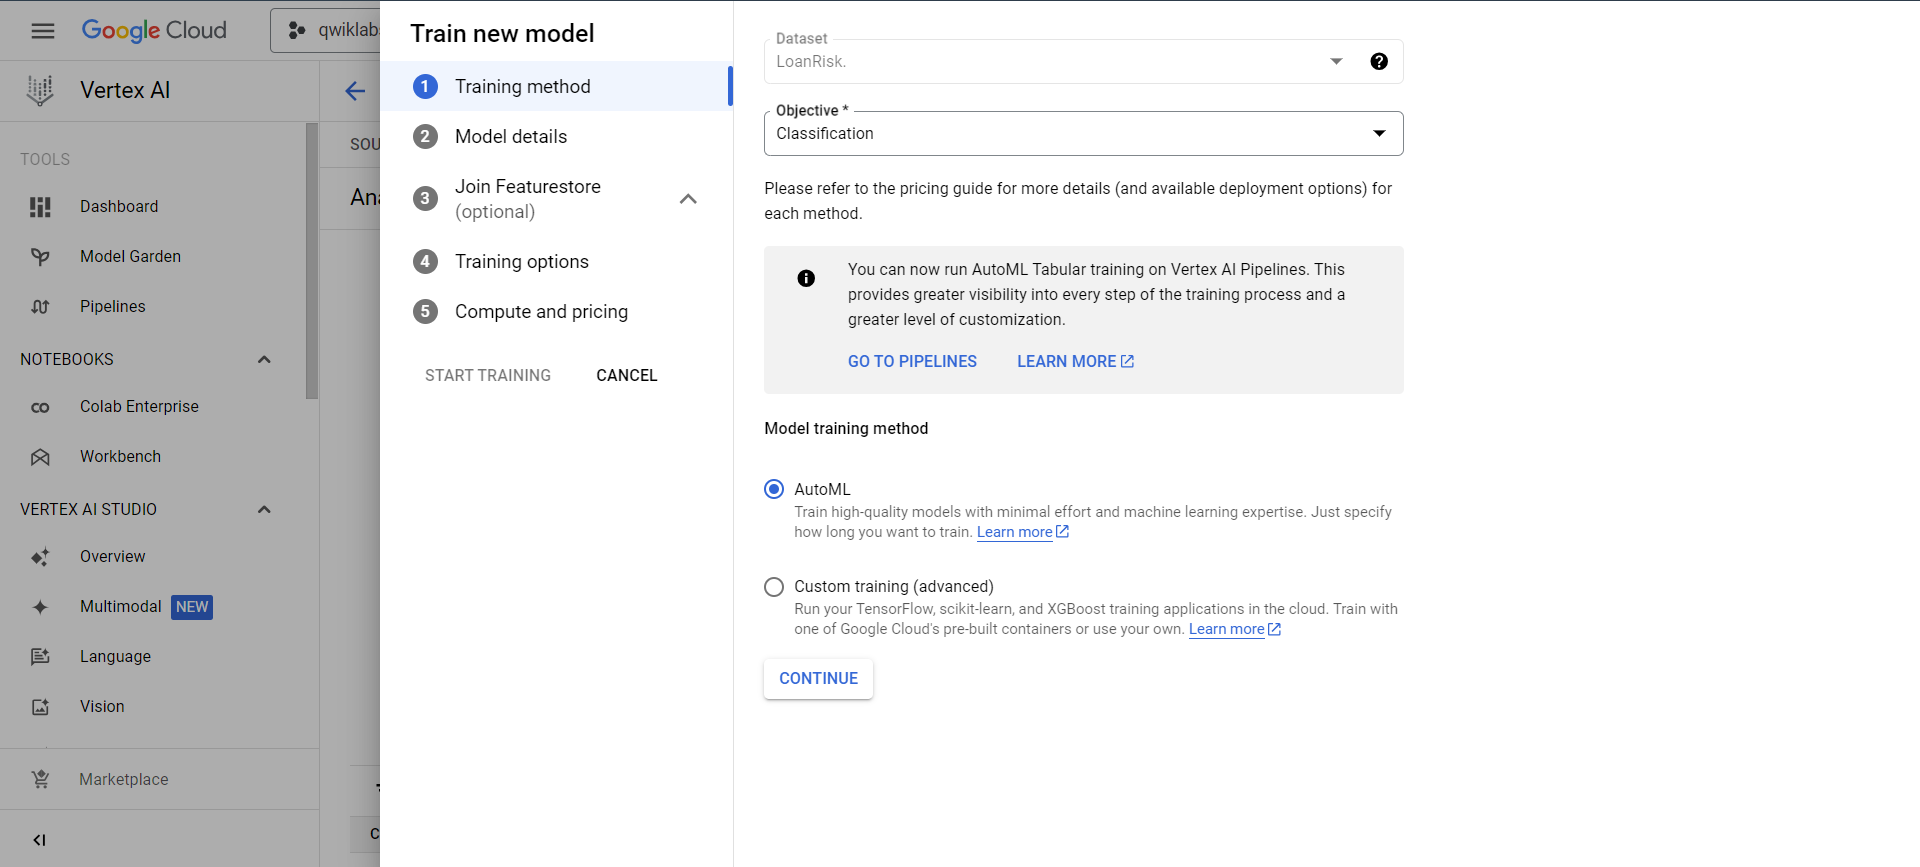 Google Cloud
qwiklabs
Vertex AI
TOOLS
Dashboard
Model Garden
Pipelines
NOTEBOOKS
Colab Enterprise
Workbench
VERTEX AI STUDIO
Overview
Multimodal NEW
Language
Vision
Marketplace
SOU
Ana
C
Train new model
1 Training method
2 Model details
3 Join Featurestore
(optional)
4 Training options
5 Compute and pricing
START TRAINING CANCEL
Dataset
LoanRisk.
Objective *
Classification
Please refer to the pricing guide for more details (and available deployment options) for
each method.
You can now run AutoML Tabular training on Vertex AI Pipelines. This
provides greater visibility into every step of the training process and a
greater level of customization.
GO TO PIPELINES LEARN MORE
Model training method
AutoML
Train high-quality models with minimal effort and machine learning expertise. Just specify
how long you want to train. Learn more
Custom training (advanced)
Run your TensorFlow, scikit-learn, and XGBoost training applications in the cloud. Train with
one of Google Cloud's pre-built containers or use your own. Learn more
CONTINUE